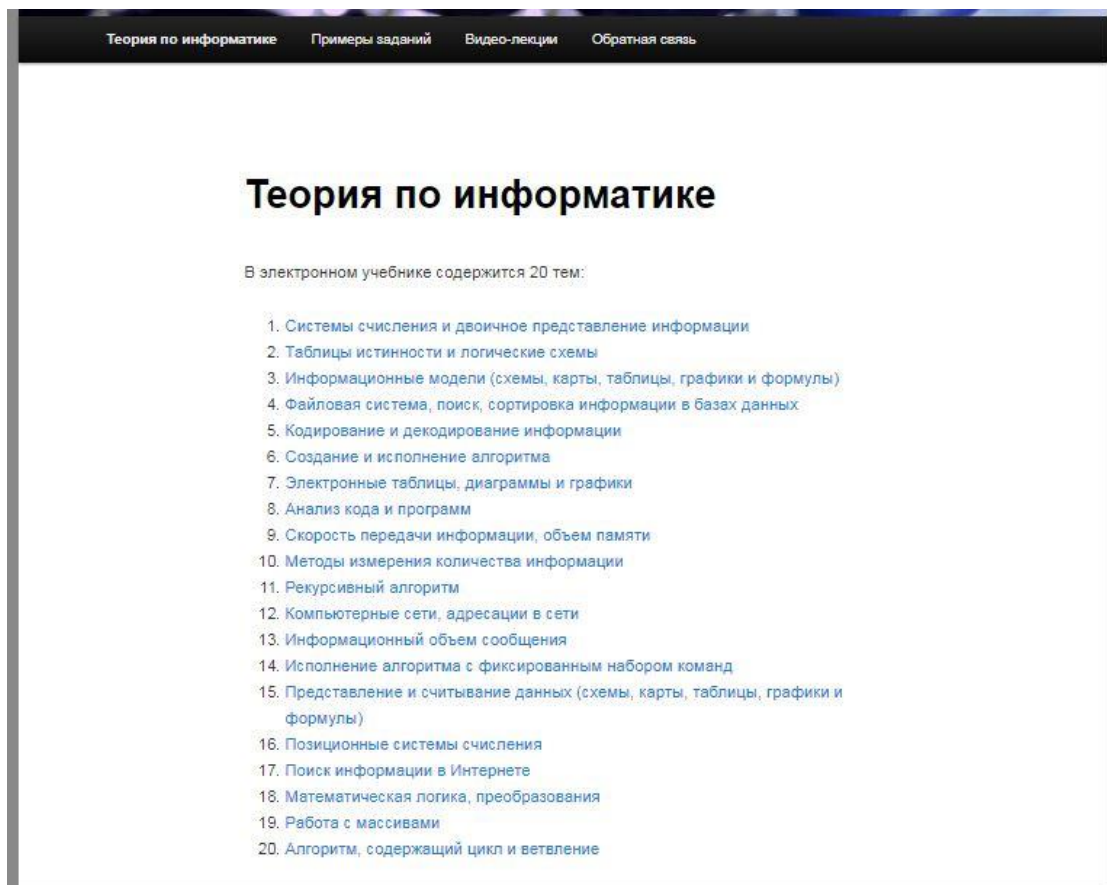 Теория по информатике Примеры заданий Видео-лекции Обратная связь
Теория по информатике
В электронном учебнике содержится 20 тем:
1. Системы счисления и двоичное представление информации
2. Таблицы истинности и логические схемы
3. Информационные модели (схемы, карты, таблицы, графики и формулы)
4. Файловая система, поиск, сортировка информации в базах данных
5. Кодирование и декодирование информации
6. Создание и исполнение алгоритма
7. Электронные таблицы, диаграммы и графики
8. Анализ кода и программ
9. Скорость передачи информации, объем памяти
10. Методы измерения количества информации
11. Рекурсивный алгоритм
12. Компьютерные сети, адресации в сети
13. Информационный объем сообщения
14. Исполнение алгоритма с фиксированным набором команд
15. Представление и считывание данных (схемы, карты, таблицы, графики и
формулы)
16. Позиционные системы счисления
17. Поиск информации в Интернете
18. Математическая логика, преобразования
19. Работа с массивами
20. Алгоритм, содержащий цикл и ветвление